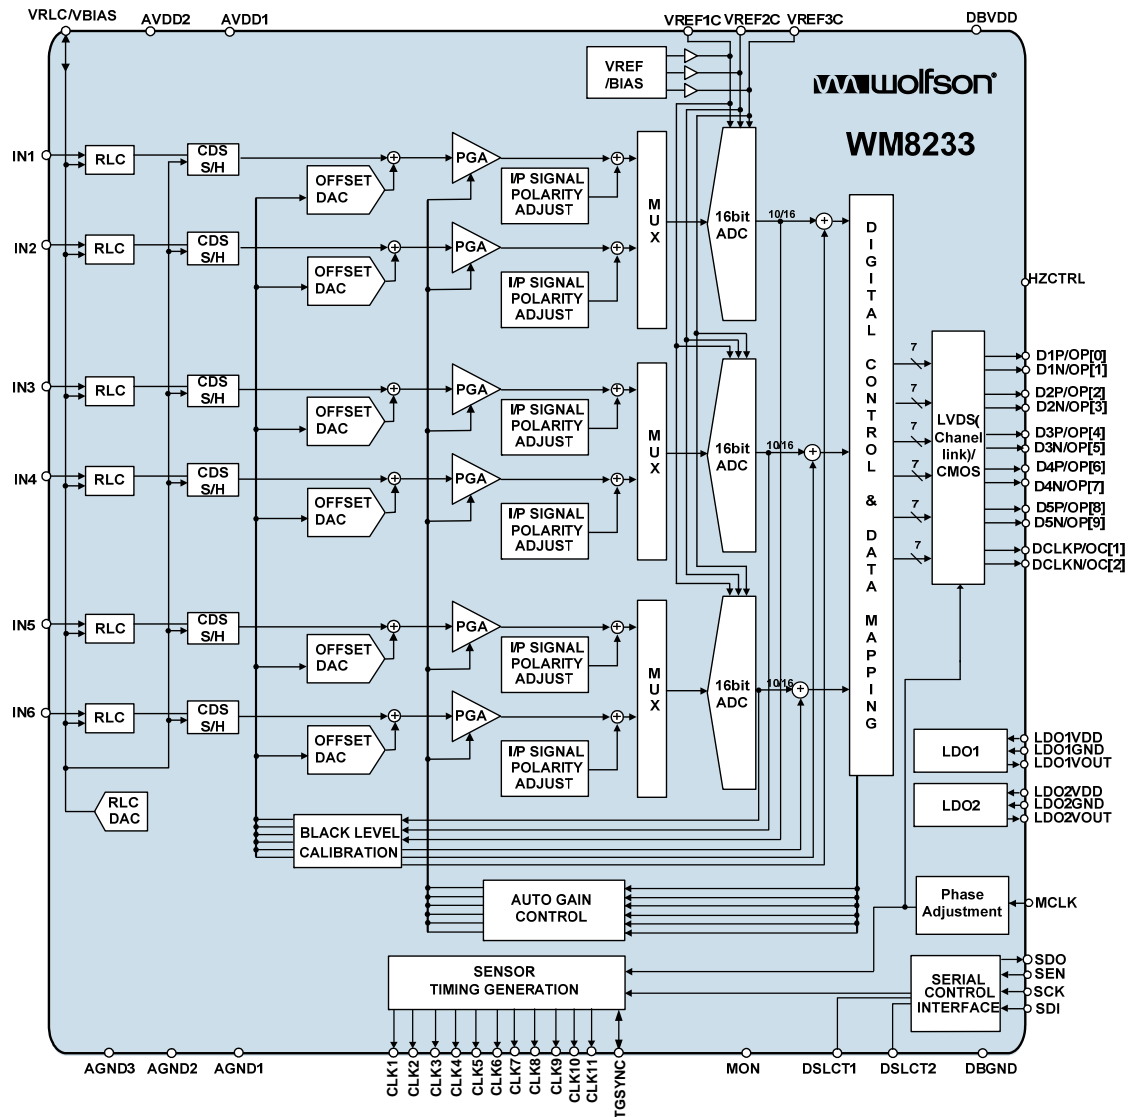 VRLC/VBIAS AVDD2 AVDD1 VREF1C VREF2C VREF3C DBVDD
VREF
/BIAS
wolfson®
WM8233
IN1
RLC
CDS
S/H
OFFSET
DAC
PGA
I/P SIGNAL
POLARITY
ADJUST
IN2
RLC
CDS
S/H
OFFSET
DAC
PGA
I/P SIGNAL
POLARITY
ADJUST
MUX
16bit
ADC
10/16
IN3
RLC
CDS
S/H
OFFSET
DAC
PGA
I/P SIGNAL
POLARITY
ADJUST
IN4
RLC
CDS
S/H
OFFSET
DAC
PGA
I/P SIGNAL
POLARITY
ADJUST
MUX
16bit
ADC
10/16
IN5
RLC
CDS
S/H
OFFSET
DAC
PGA
I/P SIGNAL
POLARITY
ADJUST
IN6
RLC
CDS
S/H
OFFSET
DAC
PGA
I/P SIGNAL
POLARITY
ADJUST
MUX
16bit
ADC
10/16
DIGITAL CONTROL & DATA MAPPING
7
7
7
7
7
7
LVDS(
Chanel
link)/
CMOS
HZCTRL
D1P/OP[0]
D1N/OP[1]
D2P/OP[2]
D2N/OP[3]
D3P/OP[4]
D3N/OP[5]
D4P/OP[6]
D4N/OP[7]
D5P/OP[8]
D5N/OP[9]
DCLKP/OC[1]
DCLKN/OC[2]
LDO1
LDO1VDD
LDO1GND
LDO1VOUT
LDO2
LDO2VDD
LDO2GND
LDO2VOUT
RLC
DAC
BLACK LEVEL
CALIBRATION
AUTO GAIN
CONTROL
Phase
Adjustment
MCLK
SENSOR
TIMING GENERATION
SERIAL
CONTROL
INTERFACE
SDO
SEN
SCK
SDI
AGND3 AGND2 AGND1
CLK1
CLK2
CLK3
CLK4
CLK5
CLK6
CLK7
CLK8
CLK9
CLK10
CLK11
TGSYNC
MON DSLCT1 DSLCT2 DBGND